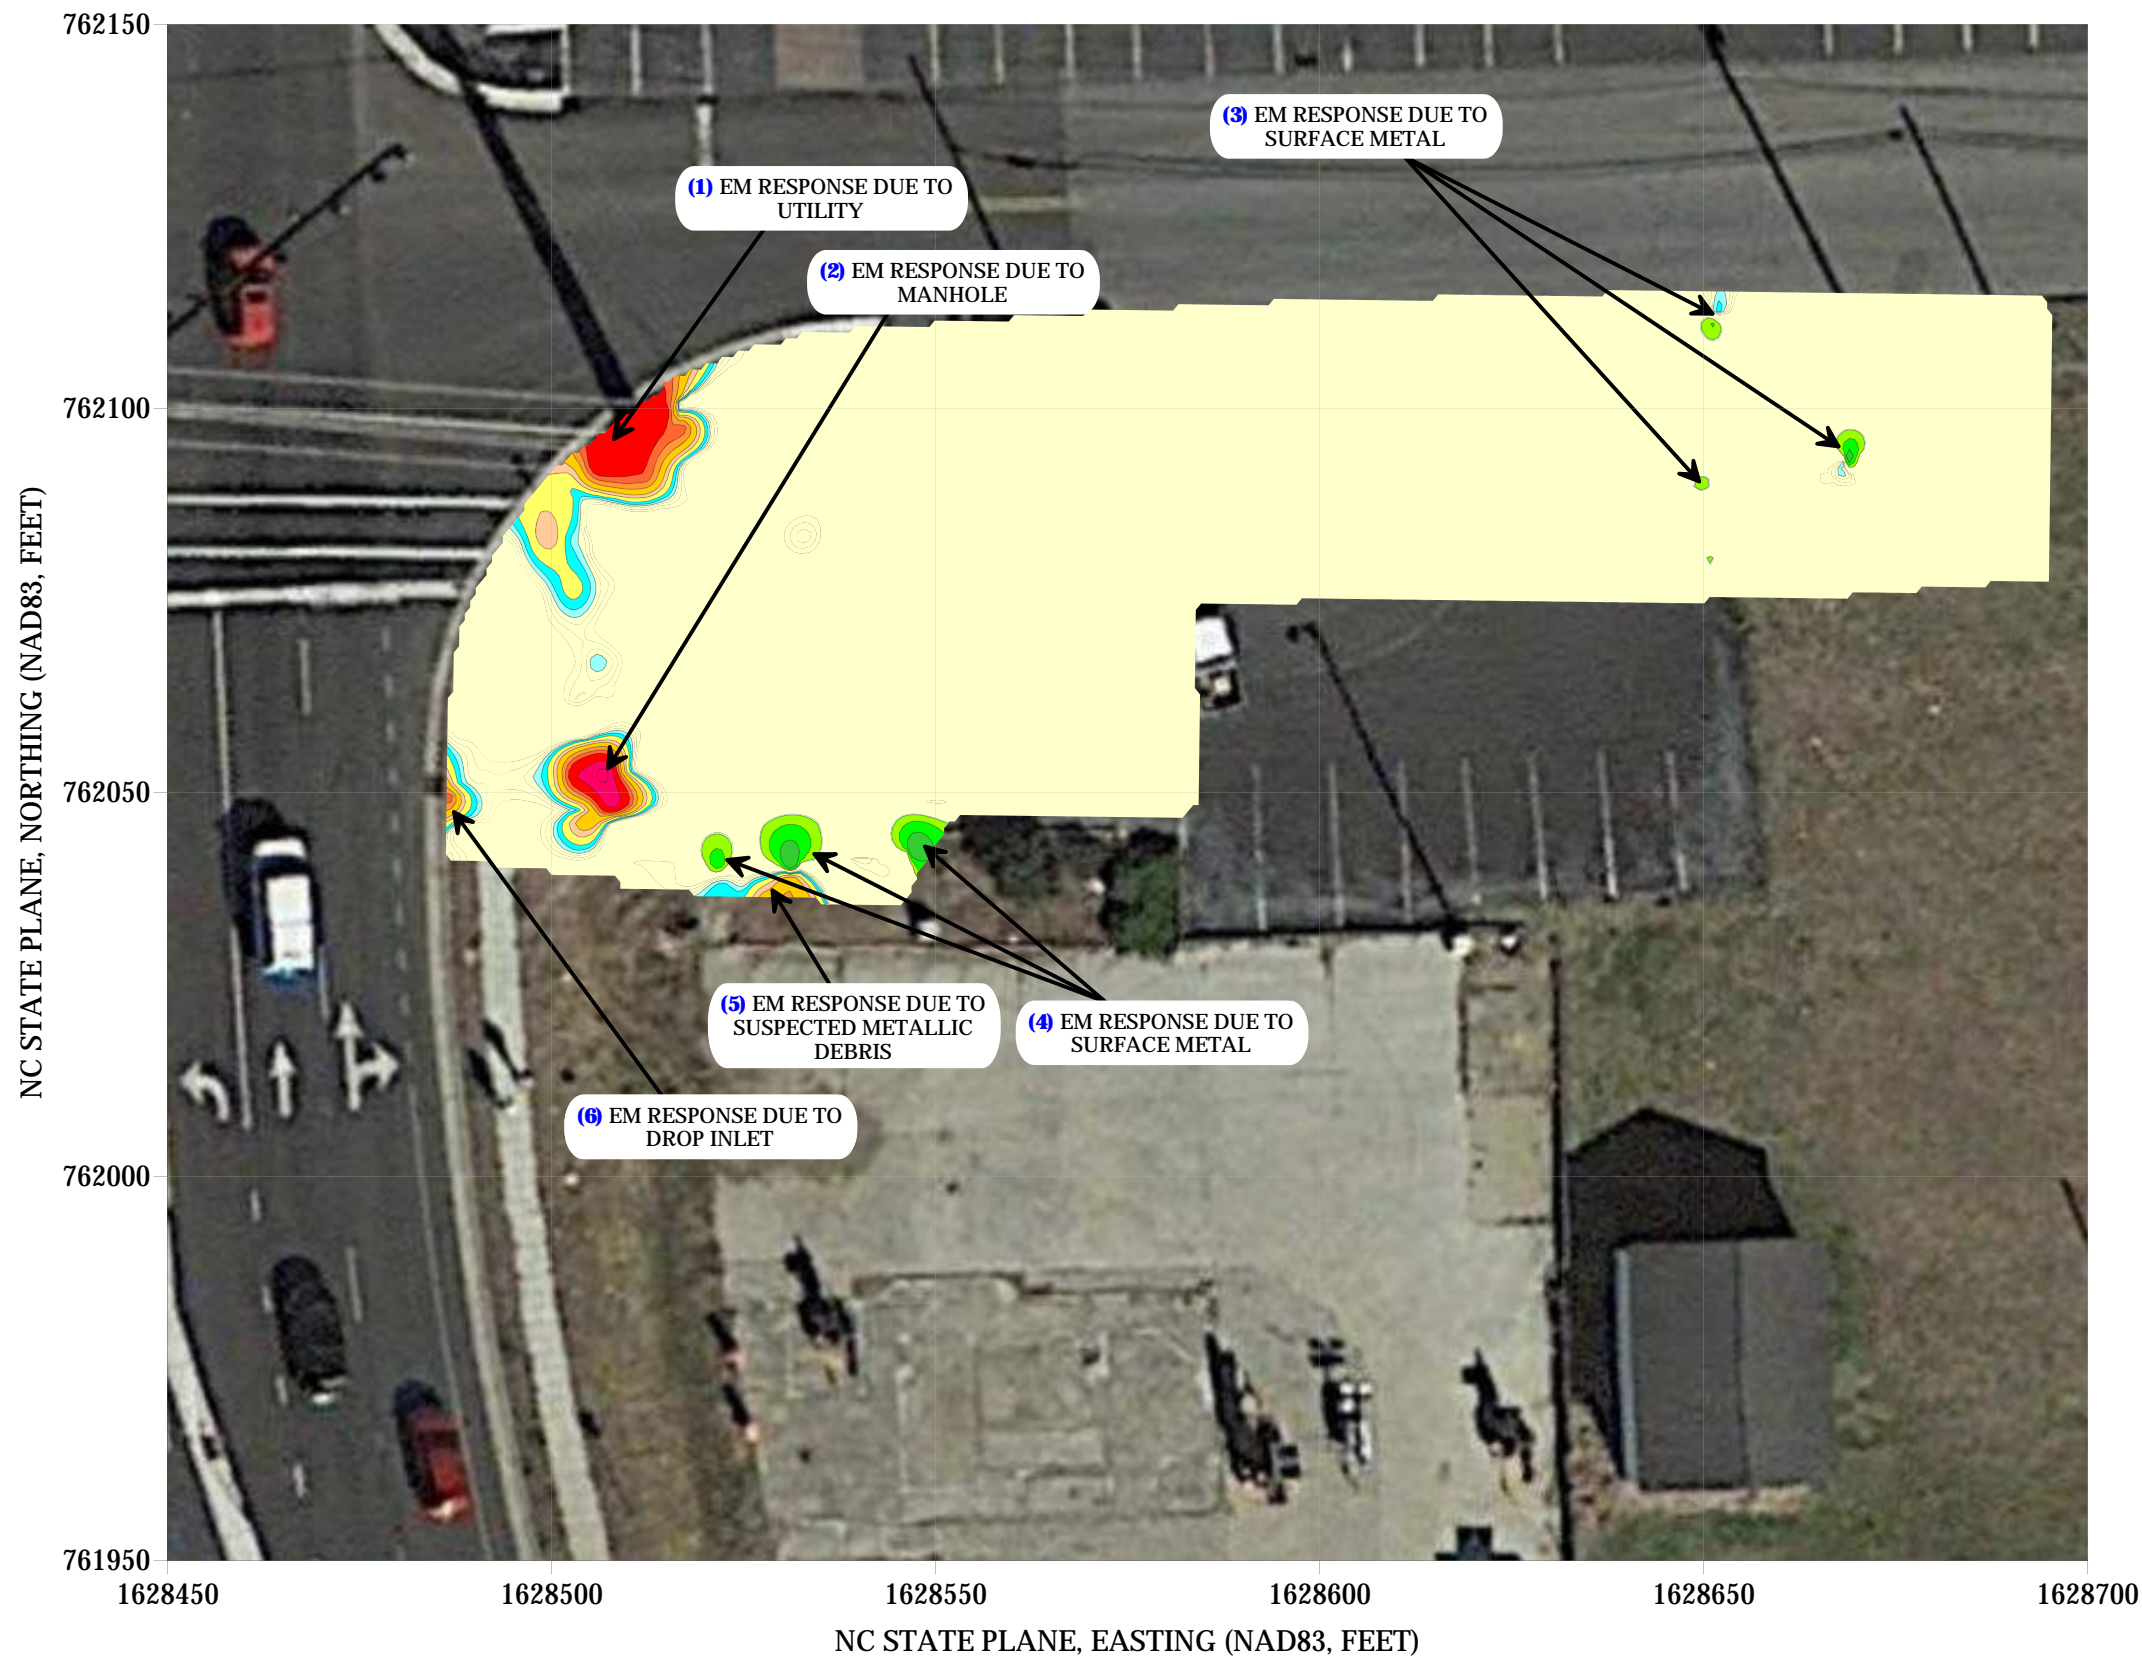 762150
762100
762050
762000
761950
NC STATE PLANE, NORTHING (NAD83, FEET)
(3) EM RESPONSE DUE TO
SURFACE METAL
(1) EM RESPONSE DUE TO
UTILITY
(2) EM RESPONSE DUE TO
MANHOLE
(5) EM RESPONSE DUE TO
SUSPECTED METALLIC
DEBRIS
(4) EM RESPONSE DUE TO
SURFACE METAL
(6) EM RESPONSE DUE TO
DROP INLET
1628450
1628500
1628550
1628600
1628650
1628700
NC STATE PLANE, EASTING (NAD83, FEET)